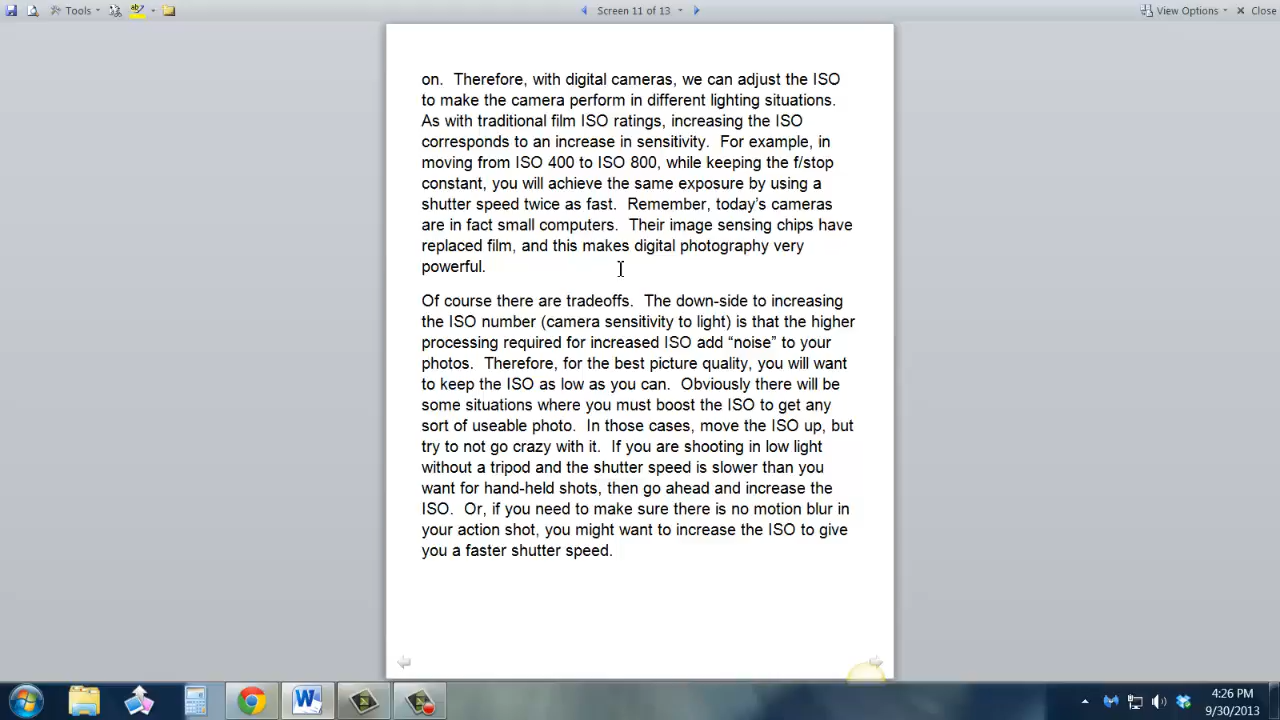 Tools
Screen 11 of 13
View Options
Close
on.  Therefore, with digital cameras, we can adjust the ISO
to make the camera perform in different lighting situations.
As with traditional film ISO ratings, increasing the ISO
corresponds to an increase in sensitivity.  For example, in
moving from ISO 400 to ISO 800, while keeping the f/stop
constant, you will achieve the same exposure by using a
shutter speed twice as fast.  Remember, today’s cameras
are in fact small computers.  Their image sensing chips have
replaced film, and this makes digital photography very
powerful.
Of course there are tradeoffs.  The down-side to increasing
the ISO number (camera sensitivity to light) is that the higher
processing required for increased ISO add “noise” to your
photos.  Therefore, for the best picture quality, you will want
to keep the ISO as low as you can.  Obviously there will be
some situations where you must boost the ISO to get any
sort of useable photo.  In those cases, move the ISO up, but
try to not go crazy with it.  If you are shooting in low light
without a tripod and the shutter speed is slower than you
want for hand-held shots, then go ahead and increase the
ISO.  Or, if you need to make sure there is no motion blur in
your action shot, you might want to increase the ISO to give
you a faster shutter speed.
4:26 PM
9/30/2013